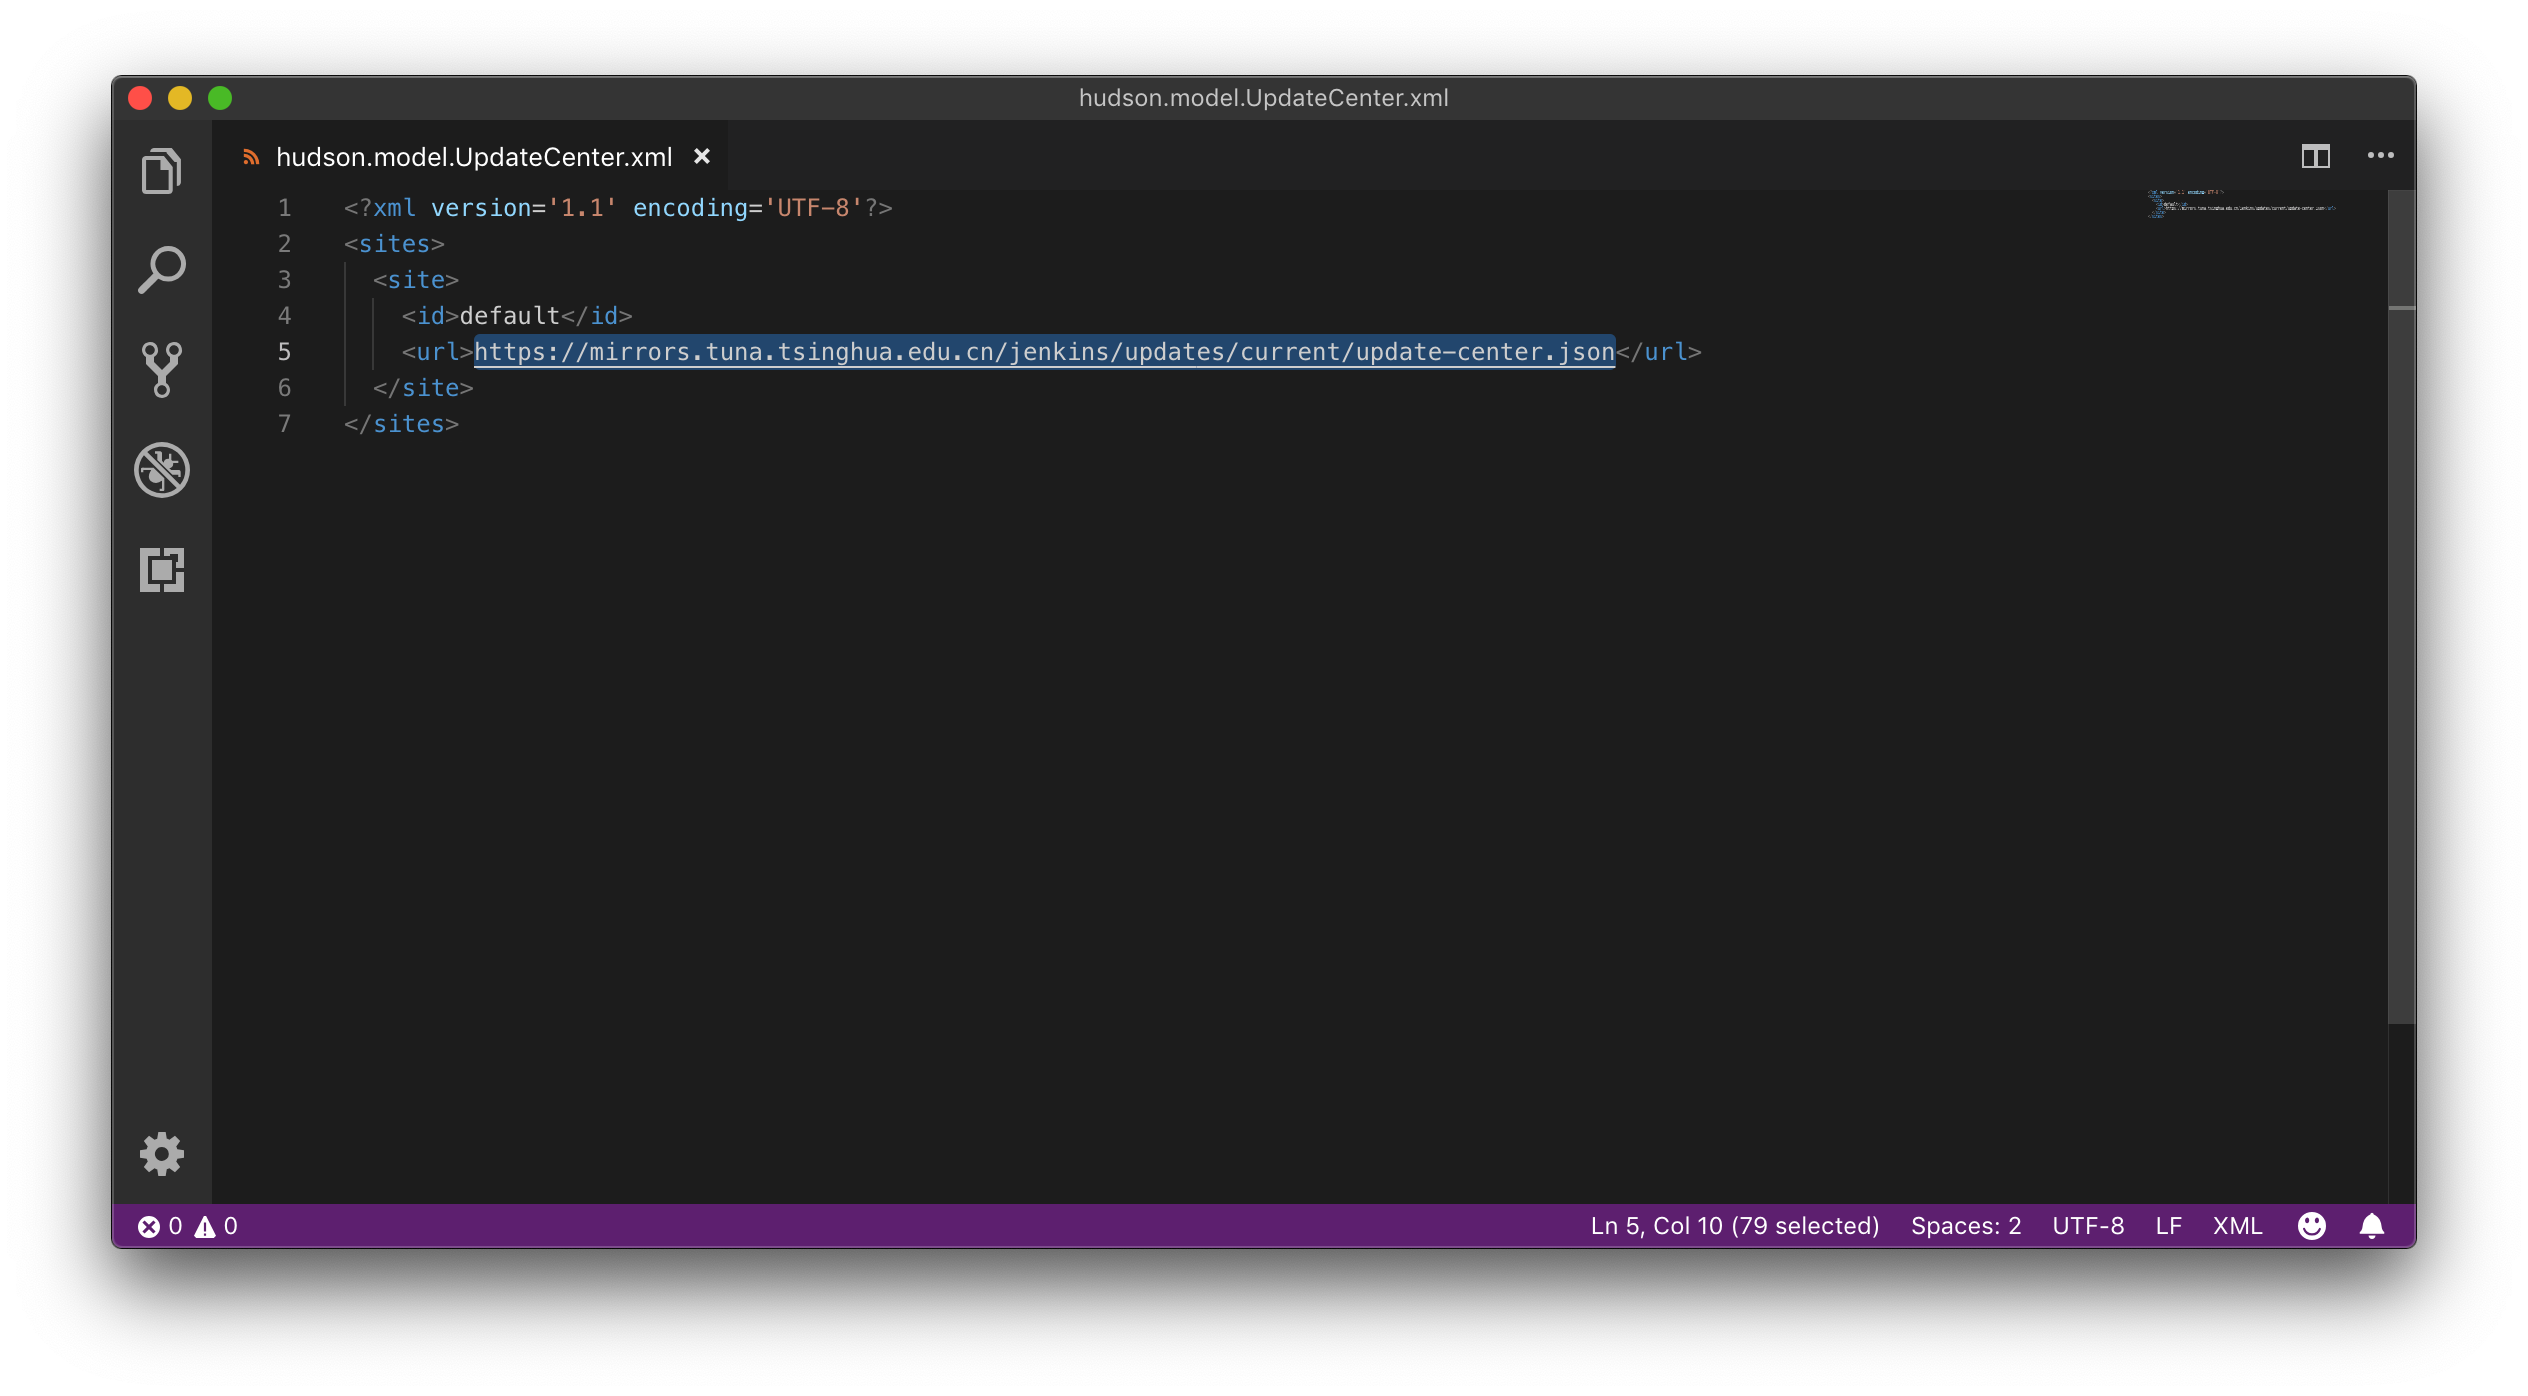 hudson.model.UpdateCenter.xml
hudson.model.UpdateCenter.xml
1 <?xml version='1.1' encoding='UTF-8'?>
2 <sites>
3   <site>
4     <id>default</id>
5     <url>https://mirrors.tuna.tsinghua.edu.cn/jenkins/updates/current/update-center.json</url>
6   </site>
7 </sites>
0 0 Ln 5, Col 10 (79 selected) Spaces: 2 UTF-8 LF XML